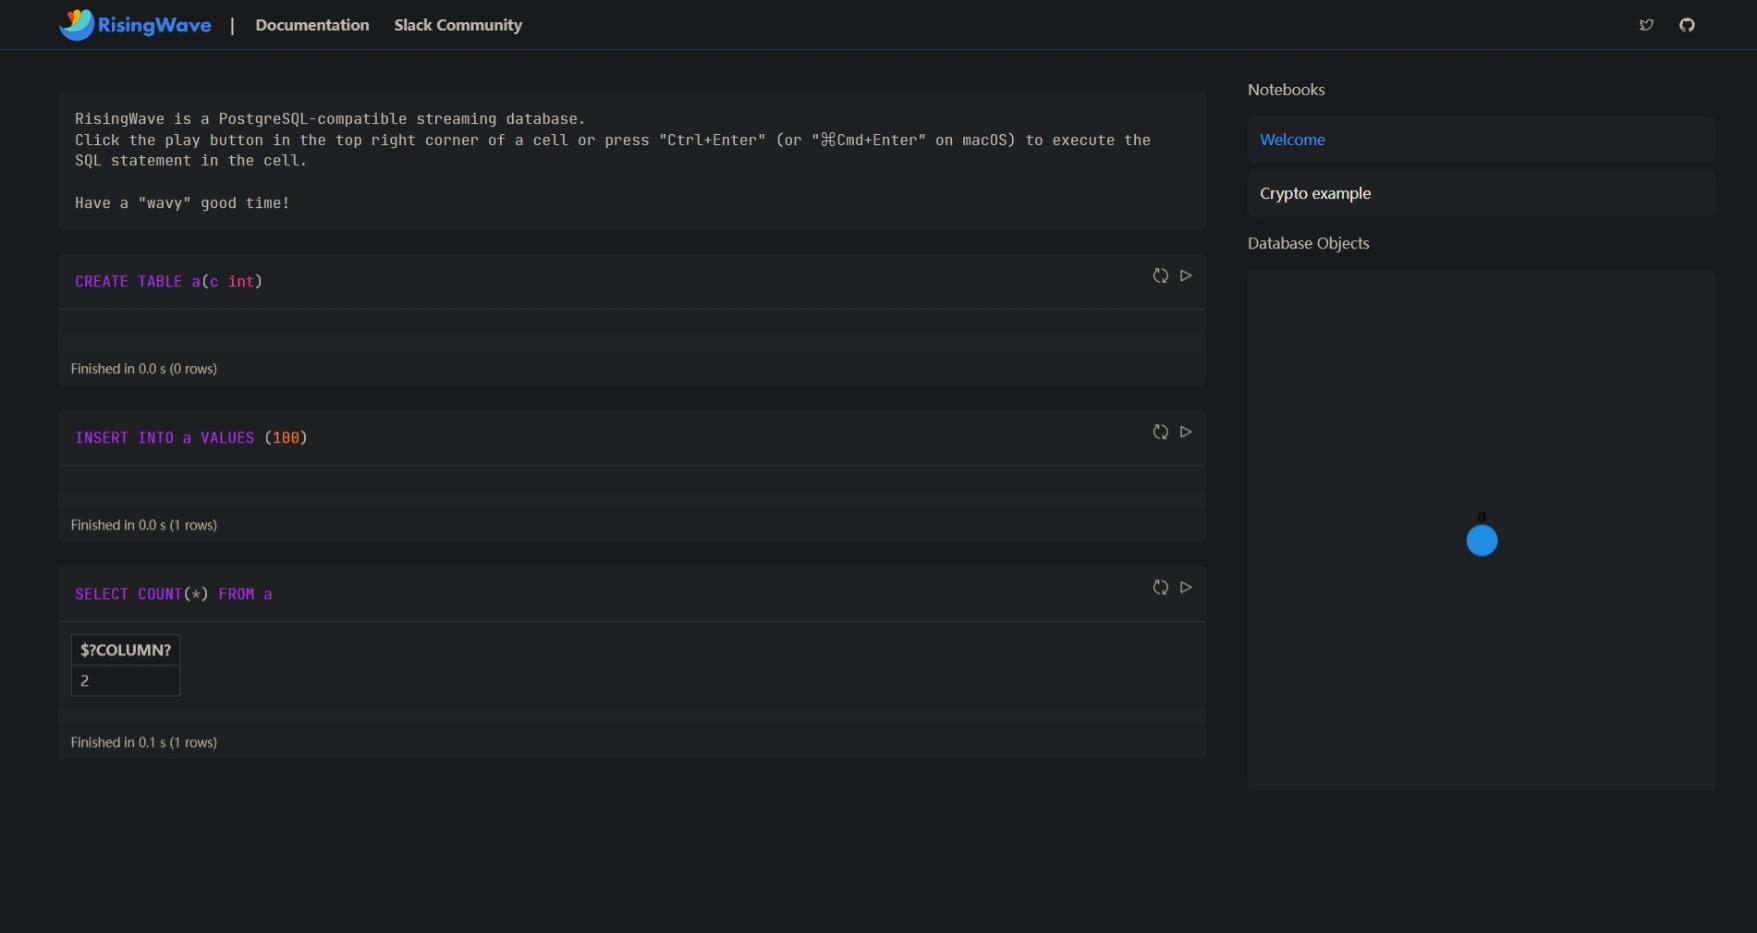 RisingWave | Documentation Slack Community
RisingWave is a PostgreSQL-compatible streaming database.
Click the play button in the top right corner of a cell or press "Ctrl+Enter" (or "⌘Cmd+Enter" on macOS) to execute the
SQL statement in the cell.
Have a "wavy" good time!
CREATE TABLE a(c int)
Finished in 0.0 s (0 rows)
INSERT INTO a VALUES (100)
Finished in 0.0 s (1 rows)
SELECT COUNT(*) FROM a
$?COLUMN?
2
Finished in 0.1 s (1 rows)
Notebooks
Welcome
Crypto example
Database Objects
a